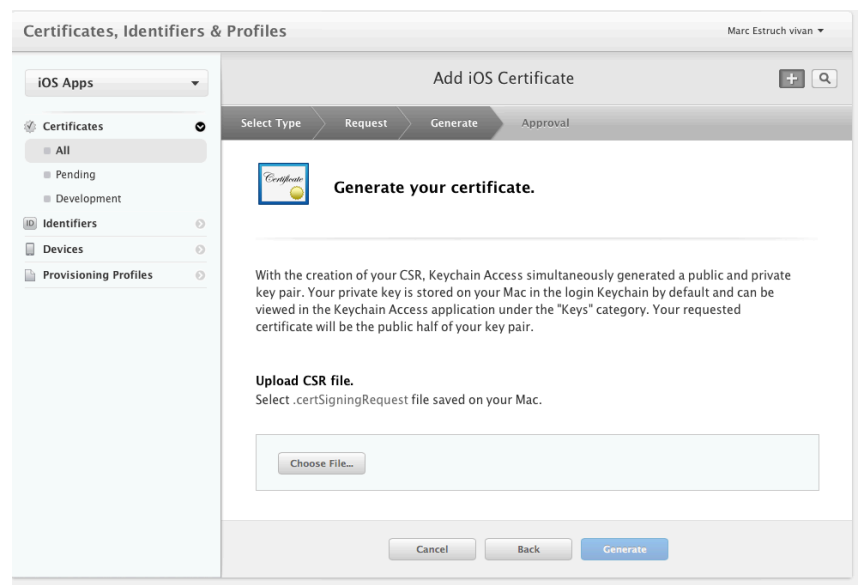 Certificates, Identifiers & Profiles
Marc Estruch vivan
iOS Apps
Add iOS Certificate
Select Type
Request
Generate
Approval
Certificates
All
Pending
Development
ID Identifiers
Devices
Provisioning Profiles
Certificate
Generate your certificate.
With the creation of your CSR, Keychain Access simultaneously generated a public and private
key pair. Your private key is stored on your Mac in the login Keychain by default and can be
viewed in the Keychain Access application under the "Keys" category. Your requested
certificate will be the public half of your key pair.
Upload CSR file.
Select .certSigningRequest file saved on your Mac.
Choose File...
Cancel
Back
Generate